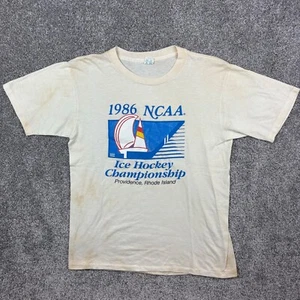 1986 NCAA
Ice Hockey
Championship
Providence, Rhode Island